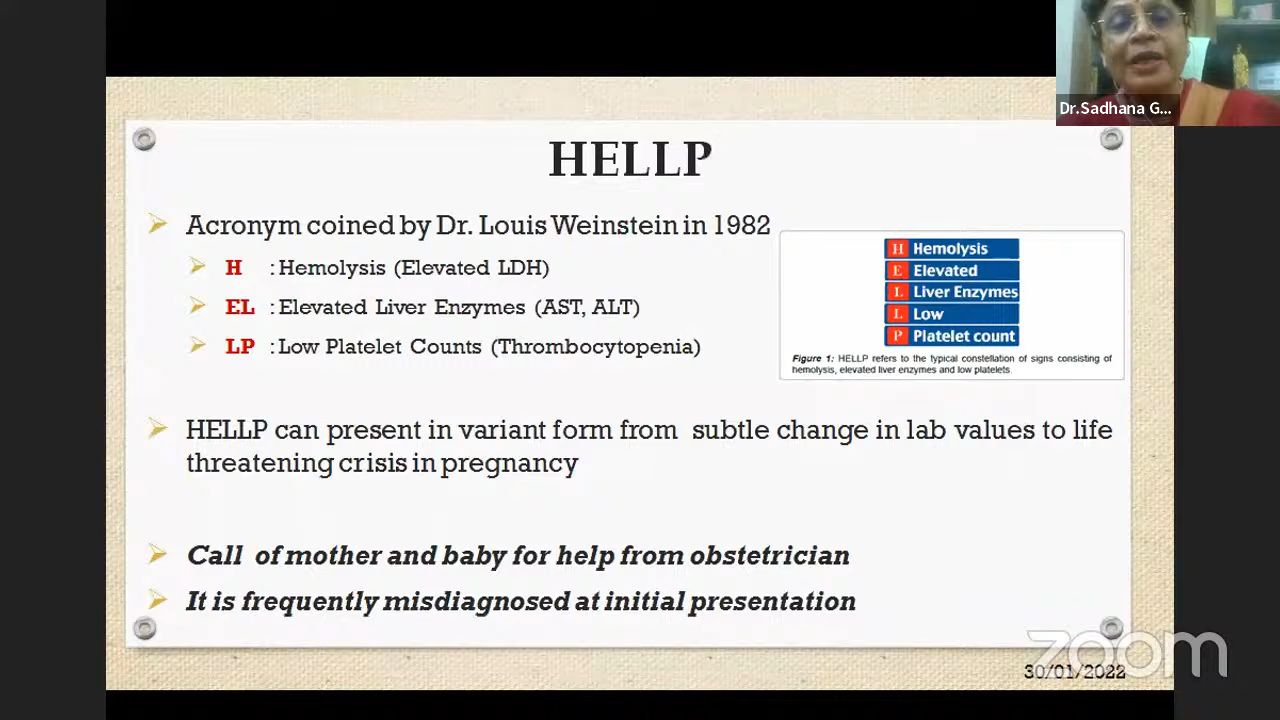 Dr.Sadhana G...
HELLP
Acronym coined by Dr. Louis Weinstein in 1982
H : Hemolysis (Elevated LDH)
EL : Elevated Liver Enzymes (AST, ALT)
LP : Low Platelet Counts (Thrombocytopenia)
H Hemolysis
E Elevated
L Liver Enzymes
L Low
P Platelet count
Figure 1: HELLP refers to the typical constellation of signs consisting of
hemolysis, elevated liver enzymes and low platelets.
HELLP can present in variant form from subtle change in lab values to life
threatening crisis in pregnancy
Call of mother and baby for help from obstetrician
It is frequently misdiagnosed at initial presentation
zoom
30/01/2022